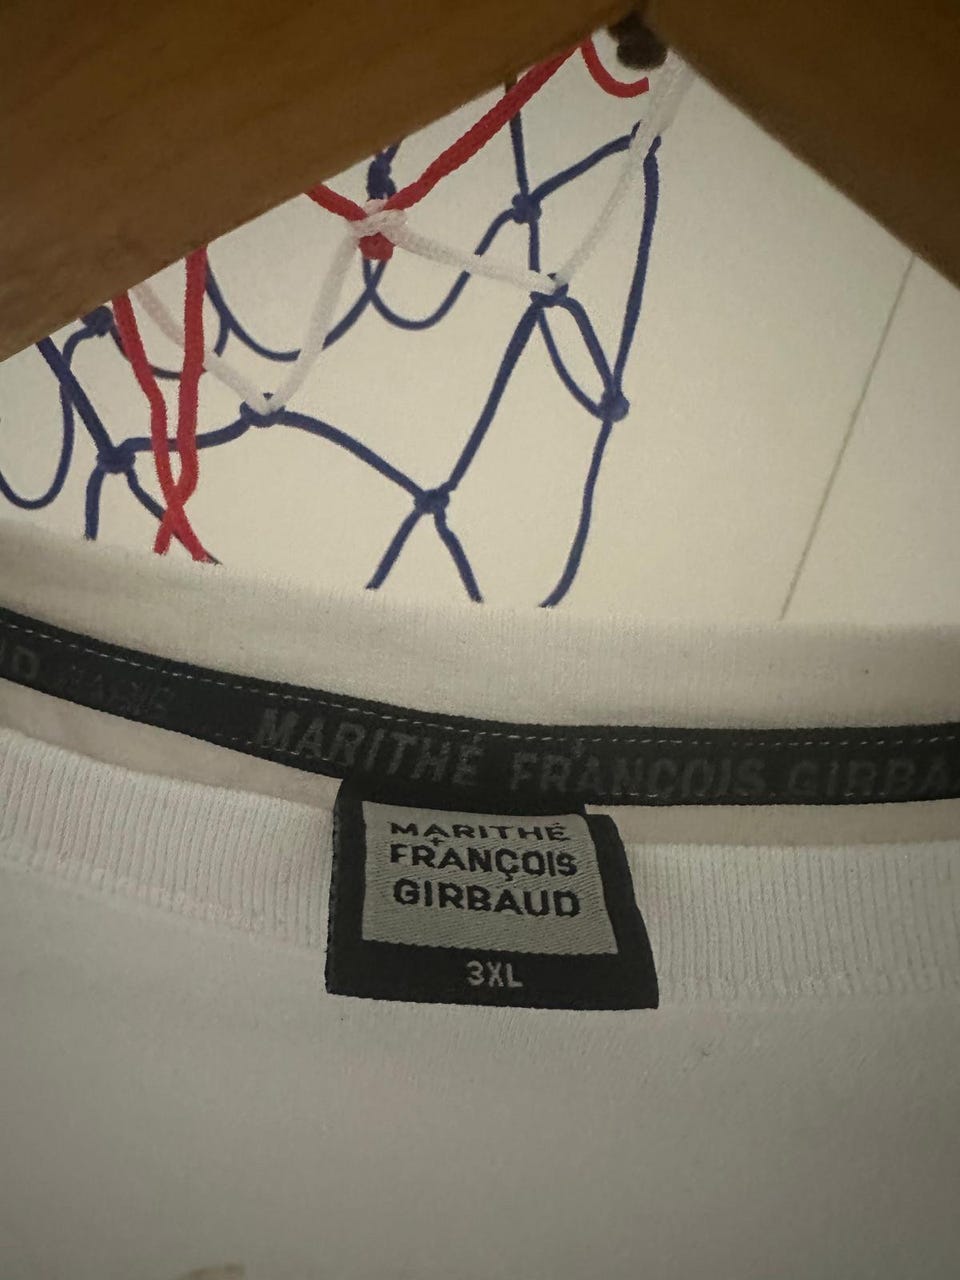 MARITHÉ FRANÇOIS GIRBA
MARITHÉ
+
FRANÇOIS
GIRBAUD
3XL